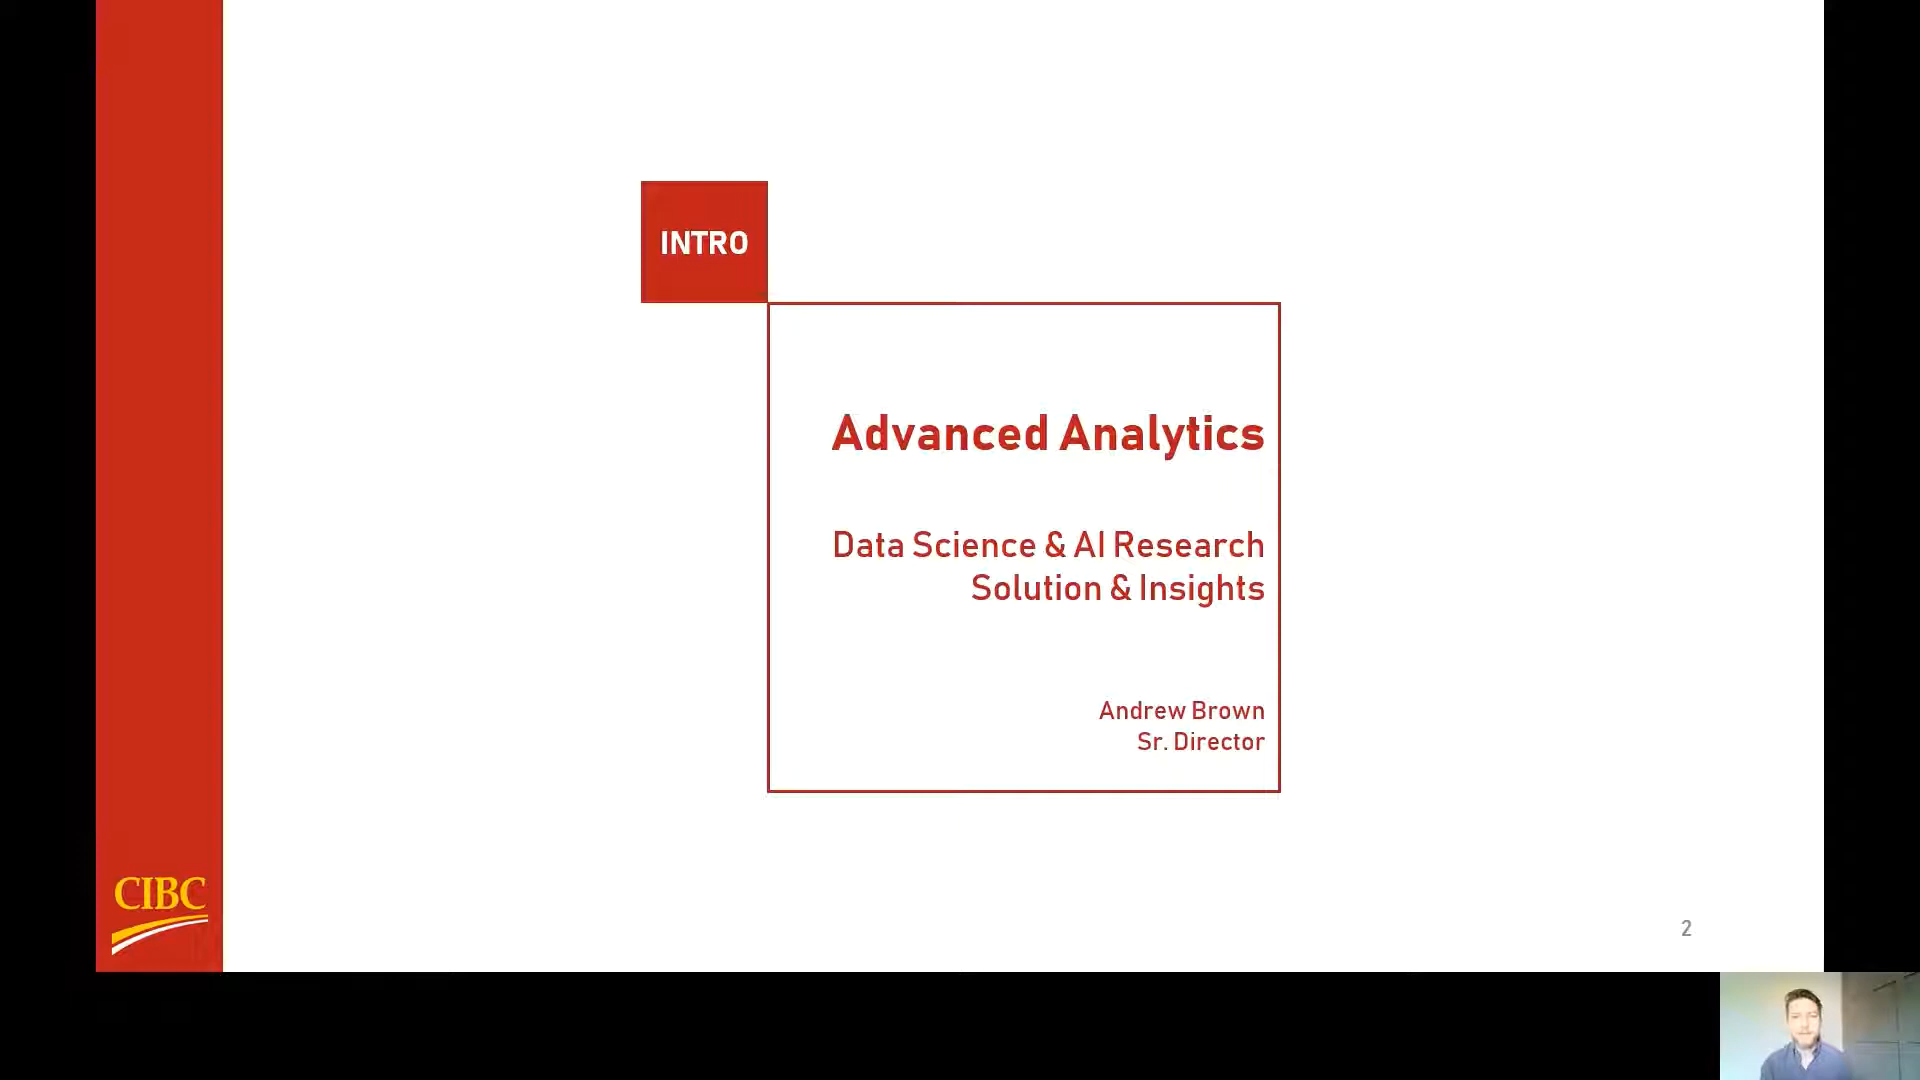 INTRO
Advanced Analytics
Data Science & AI Research
Solution & Insights
Andrew Brown
Sr. Director
CIBC
2